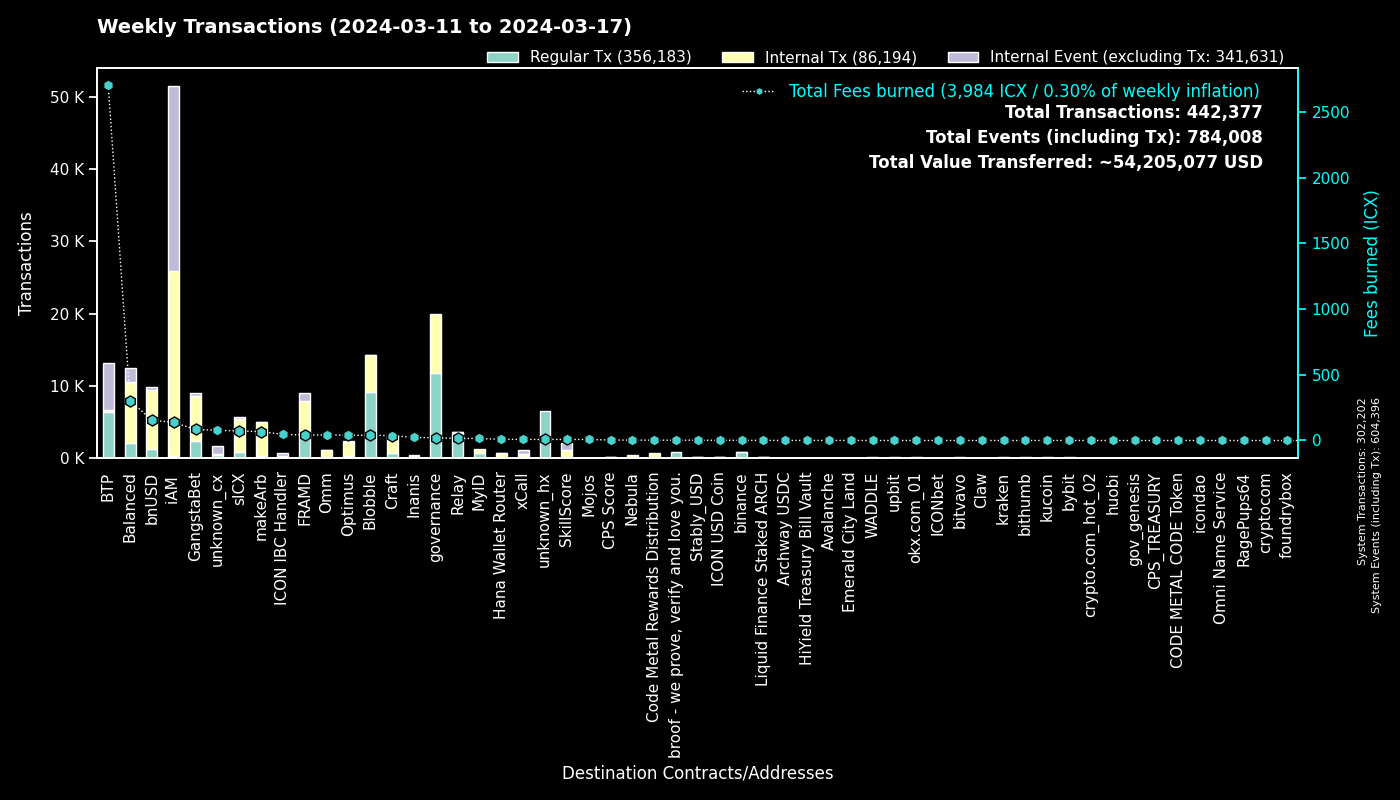 Weekly Transactions (2024-03-11 to 2024-03-17)
Regular Tx (356,183) Internal Tx (86,194) Internal Event (excluding Tx: 341,631)
Total Fees burned (3,984 ICX / 0.30% of weekly inflation)
Total Transactions: 442,377
Total Events (including Tx): 784,008
Total Value Transferred: ~54,205,077 USD
Transactions
50 K
40 K
30 K
20 K
10 K
0 K
2500
2000
1500
1000
500
0
Fees burned (ICX)
System Transactions: 302,202
System Events (including Tx): 604,396
BTP
Balanced
bnUSD
iAM
GangstaBet
unknown_cx
sICX
makeArb
ICON IBC Handler
FRAMD
Omm
Optimus
Blobble
Craft
Inanis
governance
Relay
MyID
Hana Wallet Router
xCall
unknown_hx
SkillScore
Mojos
CPS Score
Nebula
Code Metal Rewards Distribution
broof - we prove, verify and love you.
Stably_USD
ICON USD Coin
binance
Liquid Finance Staked ARCH
Archway USDC
HiYield Treasury Bill Vault
Avalanche
Emerald City Land
WADDLE
upbit
okx.com_01
ICONbet
bitvavo
Claw
kraken
bithumb
kucoin
bybit
crypto.com_hot_02
huobi
gov_genesis
CPS_TREASURY
CODE METAL CODE Token
icondao
Omni Name Service
RagePups64
cryptocom
foundrybox
Destination Contracts/Addresses